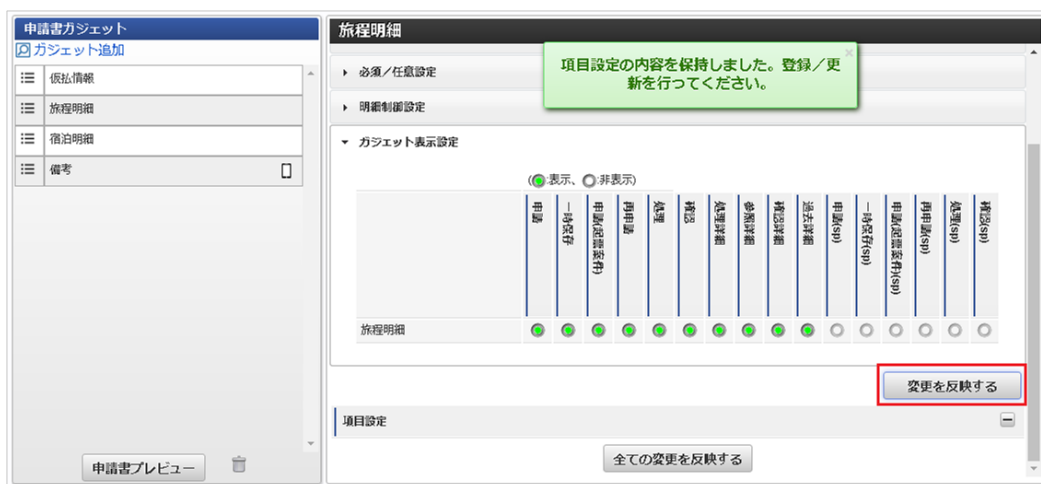 申請書ガジェット
ガジェット追加
仮払情報
旅程明細
宿泊明細
備考
申請書プレビュー
旅程明細
項目設定の内容を保持しました。登録／更
新を行ってください。
×
必須／任意設定
明細制御設定
ガジェット表示設定
(表示、非表示)
申請
一時保存
申請(起票案件)
再申請
処理
確認
処理詳細
参照詳細
確認詳細
過去詳細
申請(sp)
一時保存(sp)
申請(起票案件)(sp)
再申請(sp)
処理(sp)
確認(sp)
旅程明細
変更を反映する
項目設定
全ての変更を反映する